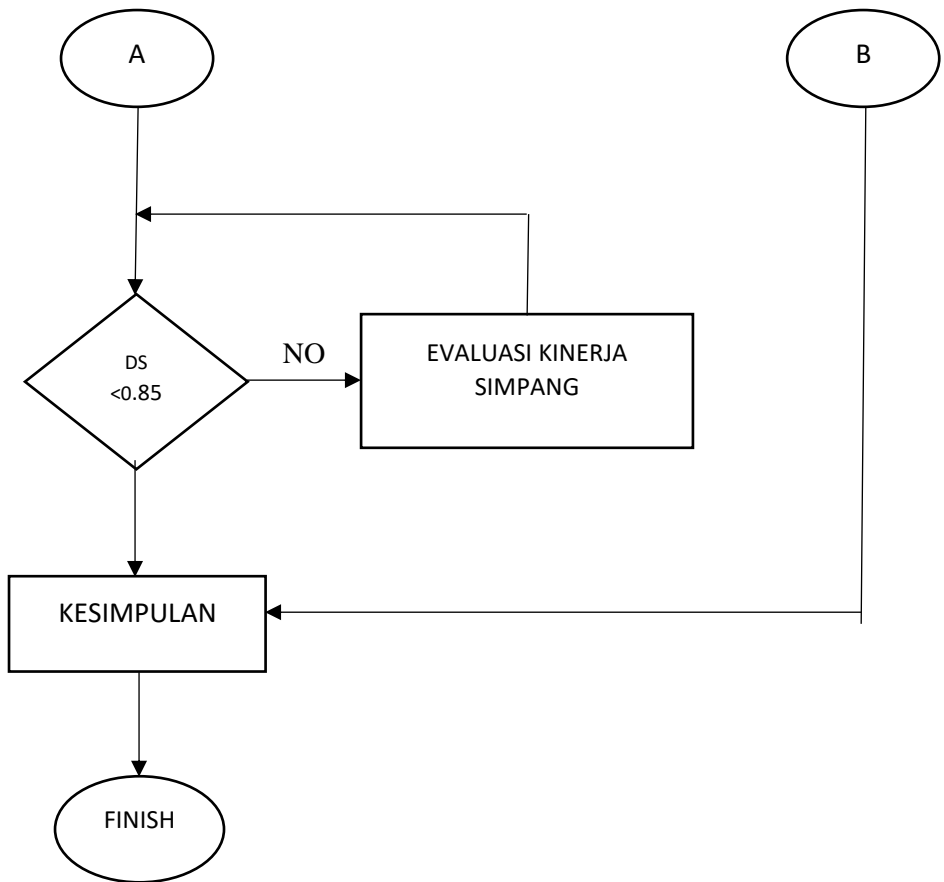 A
B
DS
<0.85
NO
EVALUASI KINERJA
SIMPANG
KESIMPULAN
FINISH